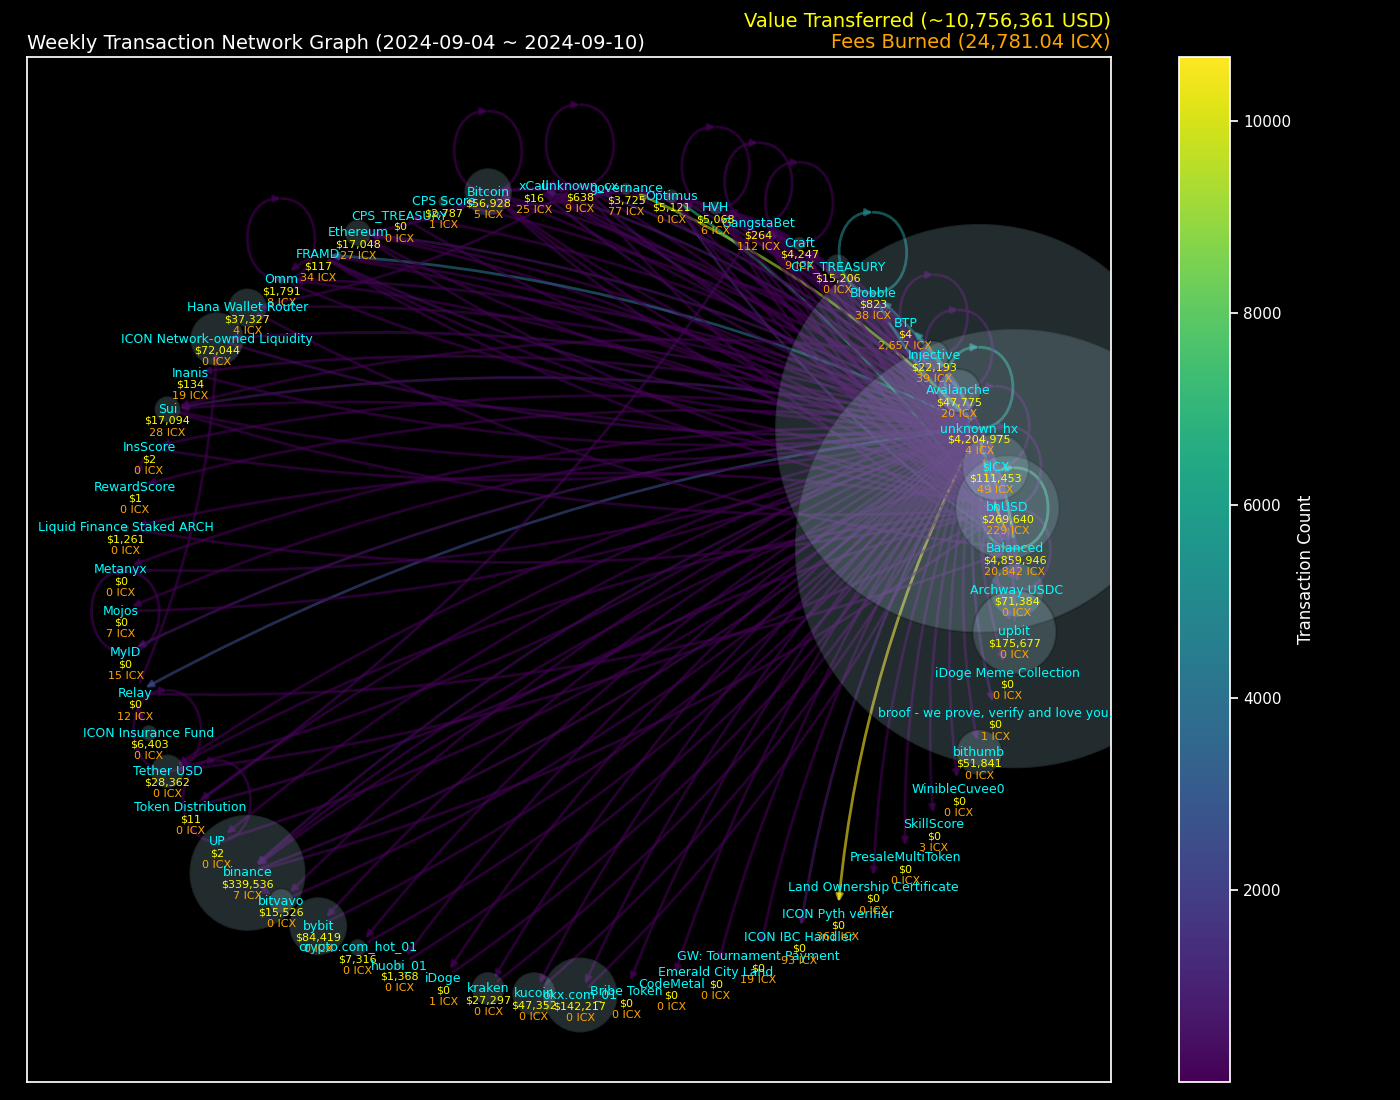 Value Transferred (~10,756,361 USD)
Weekly Transaction Network Graph (2024-09-04 ~ 2024-09-10)
Fees Burned (24,781.04 ICX)
Bitcoin
$56,928
5 ICX
xCall
$16
25 ICX
unknown_cx
$638
9 ICX
governance
$3,725
77 ICX
Optimus
$5,121
0 ICX
HVH
$5,068
6 ICX
GangstaBet
$264
112 ICX
Craft
$4,247
9 ICX
CPF_TREASURY
$15,206
0 ICX
Blobble
$823
38 ICX
BTP
$4
2,657 ICX
Injective
$22,193
39 ICX
Avalanche
$47,775
20 ICX
unknown_hx
$4,204,975
4 ICX
sICX
$111,453
49 ICX
bnUSD
$269,640
229 ICX
Balanced
$4,859,946
20,842 ICX
Archway USDC
$71,384
0 ICX
upbit
$175,677
0 ICX
iDoge Meme Collection
$0
0 ICX
broof - we prove, verify and love you.
$0
1 ICX
bithumb
$51,841
0 ICX
WinibleCuvee0
$0
0 ICX
SkillScore
$0
3 ICX
PresaleMultiToken
$0
0 ICX
Land Ownership Certificate
$0
0 ICX
ICON Pyth verifier
$0
ICON IBC Handler
$0
93 ICX
GW: Tournament Payment
$0
19 ICX
Emerald City Land
$0
0 ICX
CodeMetal
$0
0 ICX
Bribe Token
$0
0 ICX
okx.com_01
$142,217
0 ICX
kucoin
$47,352
0 ICX
kraken
$27,297
0 ICX
iDoge
$0
1 ICX
huobi_01
$1,368
0 ICX
crypto.com_hot_01
$7,316
0 ICX
bybit
$84,419
bitvavo
$15,526
0 ICX
binance
$339,536
7 ICX
UP
$2
0 ICX
Token Distribution
$11
0 ICX
Tether USD
$28,362
0 ICX
ICON Insurance Fund
$6,403
0 ICX
Relay
$0
12 ICX
MyID
$0
15 ICX
Mojos
$0
7 ICX
Metanyx
$0
0 ICX
Liquid Finance Staked ARCH
$1,261
0 ICX
RewardScore
$1
0 ICX
InsScore
$2
0 ICX
Sui
$17,094
28 ICX
Inanis
$134
19 ICX
ICON Network-owned Liquidity
$72,044
0 ICX
Hana Wallet Router
$37,327
4 ICX
Omm
$1,791
8 ICX
FRAMD
$117
34 ICX
Ethereum
$17,048
27 ICX
CPS_TREASURY
$0
0 ICX
CPS Score
1 ICX
10000
8000
6000
4000
2000
Transaction Count